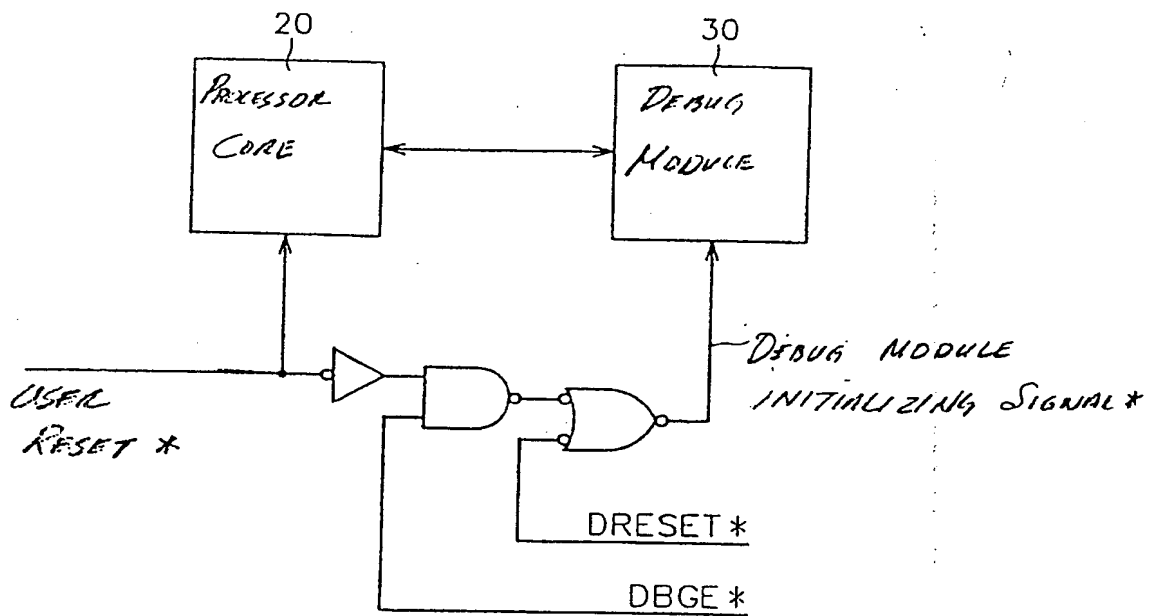 20
30
PROCESSOR
CORE
DEBUG
MODULE
DEBUG MODULE
INITIALIZING SIGNAL*
USER
RESET *
DRESET*
DBGE*